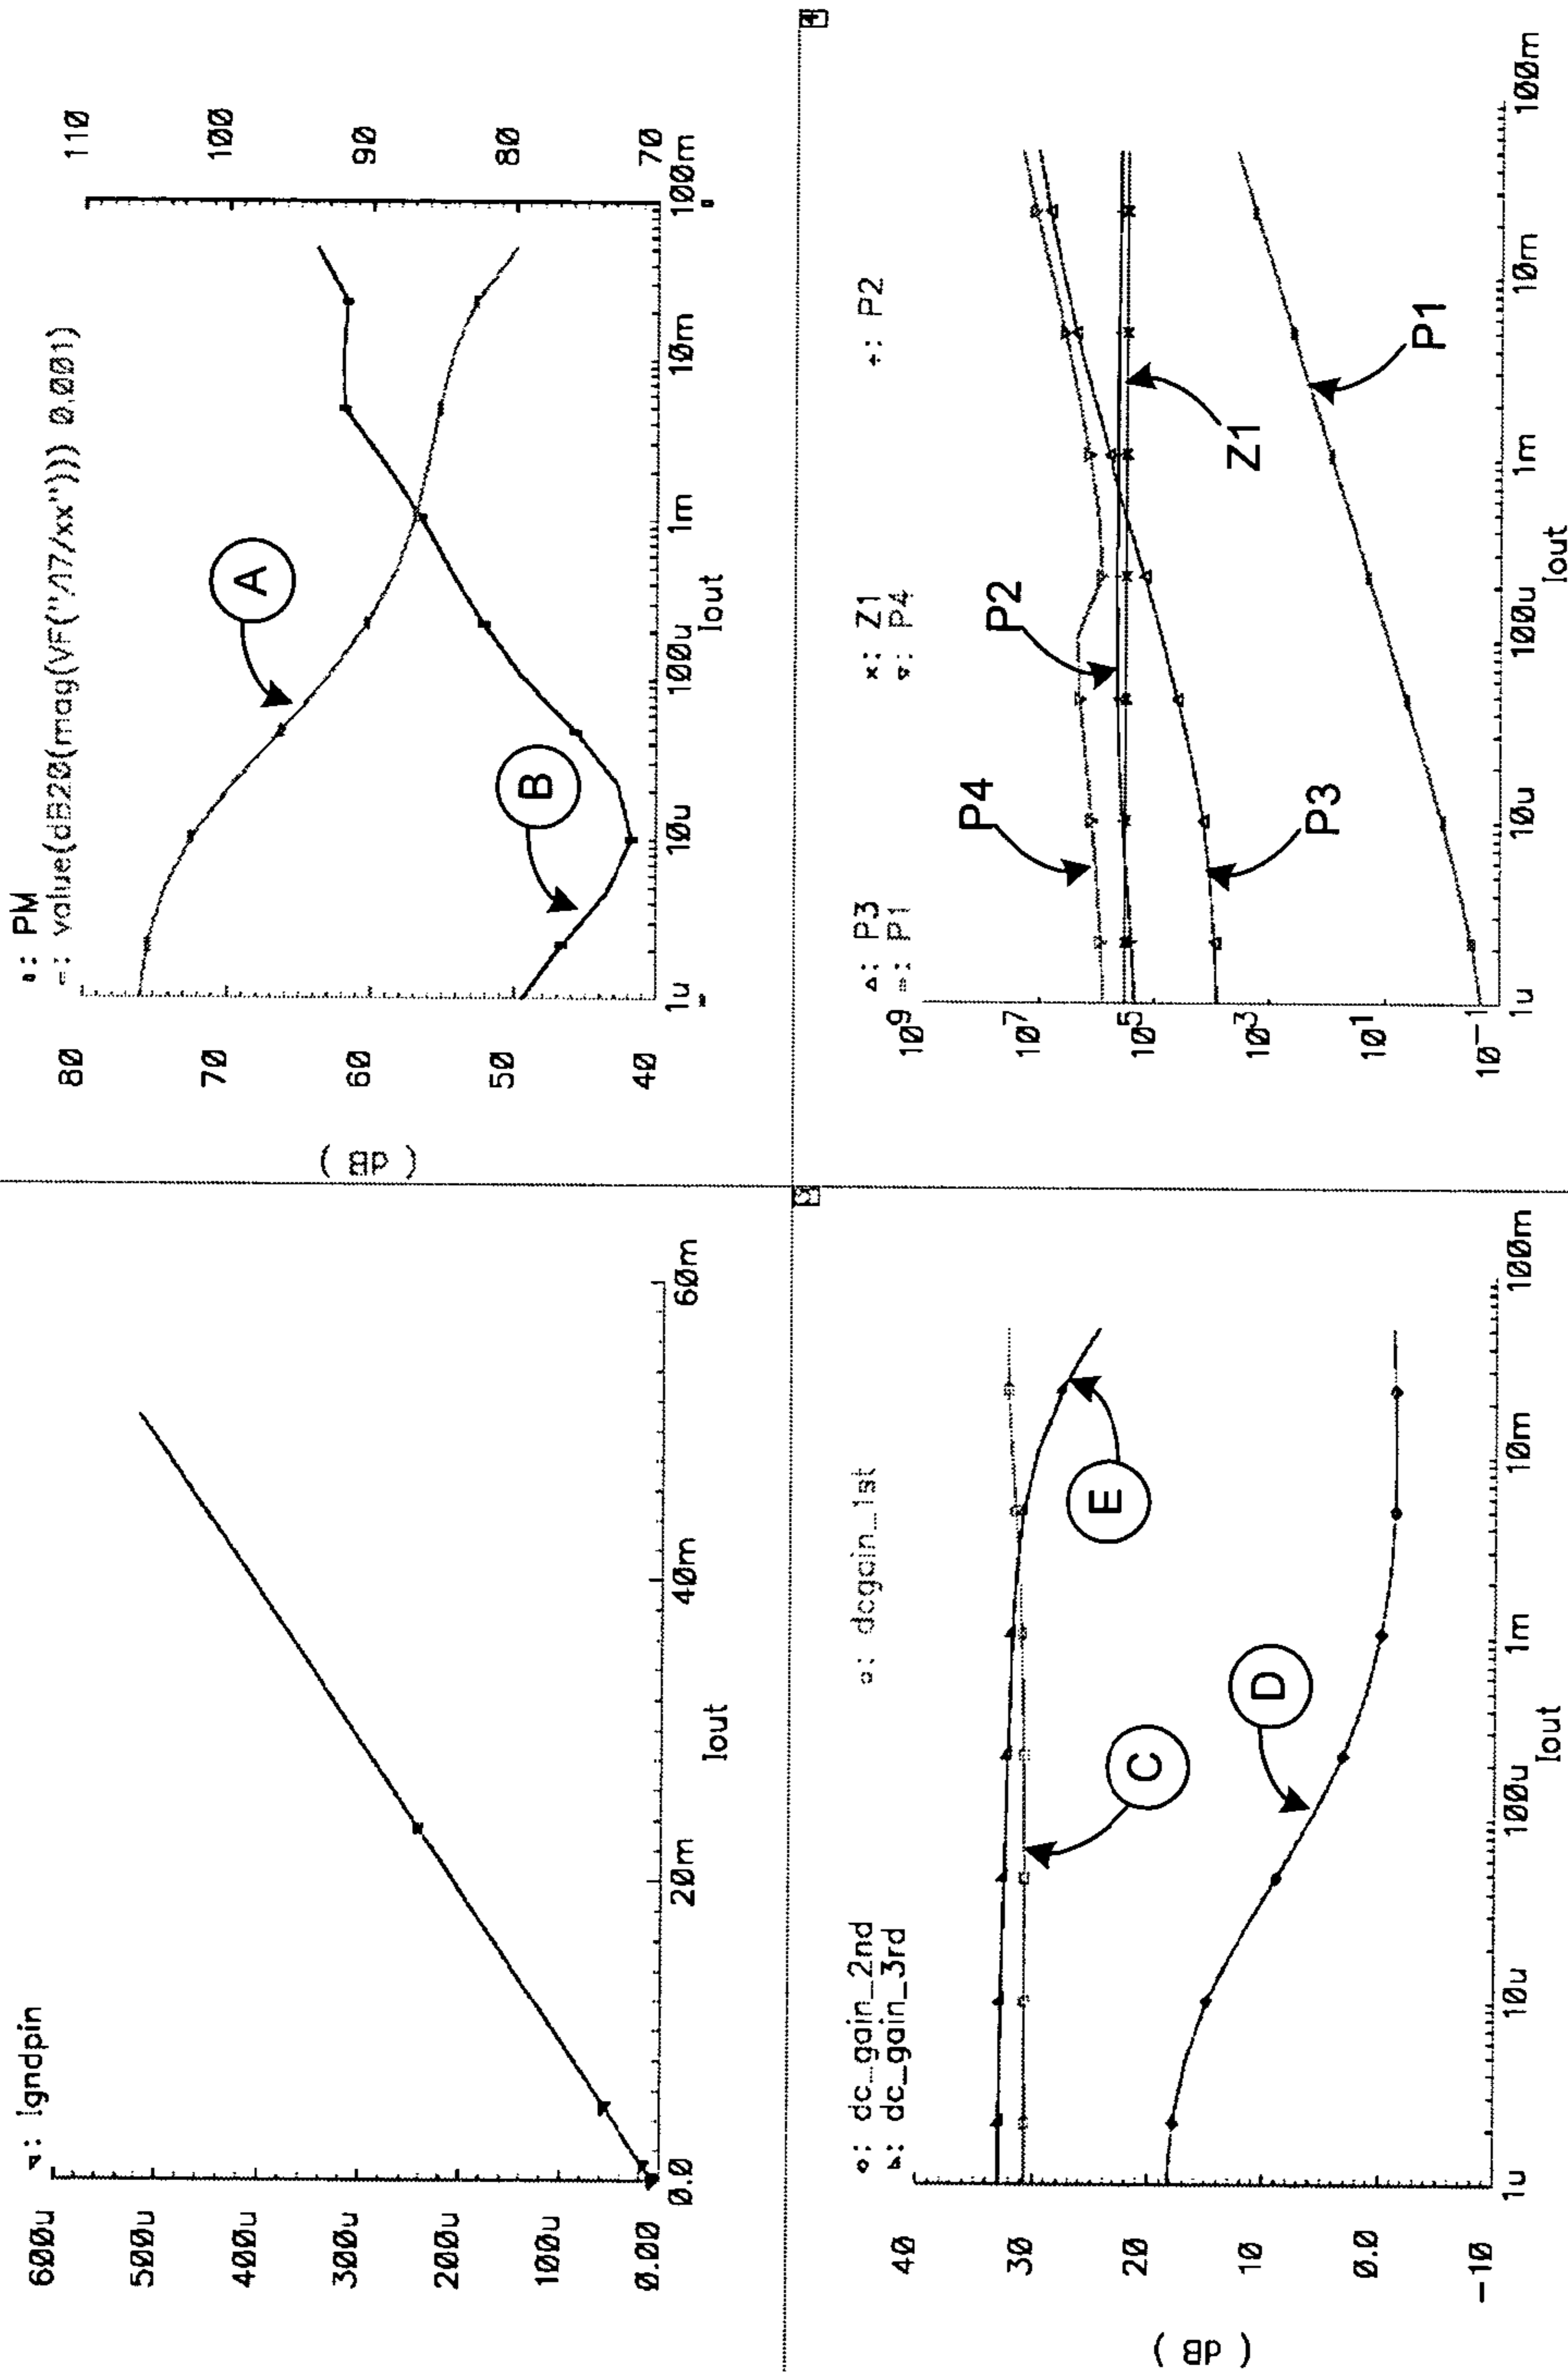 ▿: Igndpin
600u
500u
400u
300u
200u
100u
0.00
0.0
20m
40m
60m
Iout
▫: PM
=: value(dB20(mag(VF("/17/xx"))) 0.001)
80
70
60
50
40
( dB )
110
100
90
80
70
1u
10u
100u
1m
10m
100m
Iout
A
B
◇: dc_gain_2nd
▵: dc_gain_3rd
▫: dcgain_1st
40
30
20
10
0.0
-10
( dB )
1u
10u
100u
1m
10m
100m
Iout
C
D
E
△: P3
=: P1
×: Z1
▿: P4
+: P2
10^9
10^7
10^5
10^3
10^1
10^-1
1u
10u
100u
1m
10m
100m
Iout
P4
P2
P3
Z1
P1